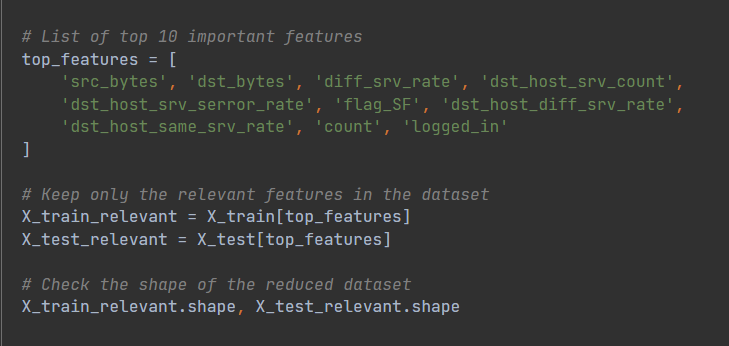 # List of top 10 important features
top_features = [
    'src_bytes', 'dst_bytes', 'diff_srv_rate', 'dst_host_srv_count',
    'dst_host_srv_serror_rate', 'flag_SF', 'dst_host_diff_srv_rate',
    'dst_host_same_srv_rate', 'count', 'logged_in'
]
# Keep only the relevant features in the dataset
X_train_relevant = X_train[top_features]
X_test_relevant = X_test[top_features]
# Check the shape of the reduced dataset
X_train_relevant.shape, X_test_relevant.shape